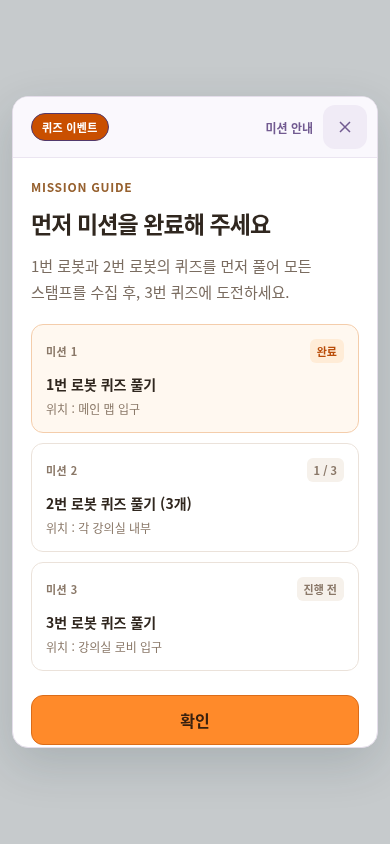 퀴즈 이벤트
미션 안내
MISSION GUIDE
먼저 미션을 완료해 주세요
1번 로봇과 2번 로봇의 퀴즈를 먼저 풀어 모든
스탬프를 수집 후, 3번 퀴즈에 도전하세요.
미션 1
완료
1번 로봇 퀴즈 풀기
위치 : 메인 맵 입구
미션 2
1 / 3
2번 로봇 퀴즈 풀기 (3개)
위치 : 각 강의실 내부
미션 3
진행 전
3번 로봇 퀴즈 풀기
위치 : 강의실 로비 입구
확인